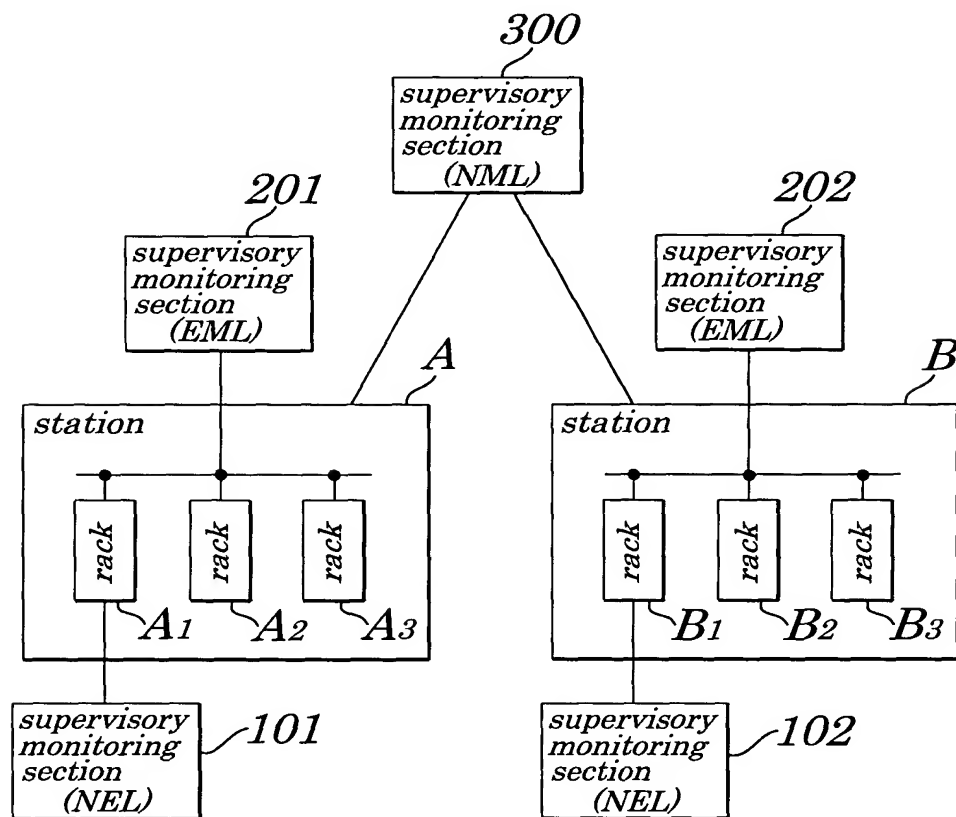 300
supervisory
monitoring
section
(NML)
201
supervisory
monitoring
section
(EML)
202
supervisory
monitoring
section
(EML)
A
station
rack
rack
rack
A1
A2
A3
B
station
rack
rack
rack
B1
B2
B3
supervisory
monitoring
section
(NEL)
101
supervisory
monitoring
section
(NEL)
102